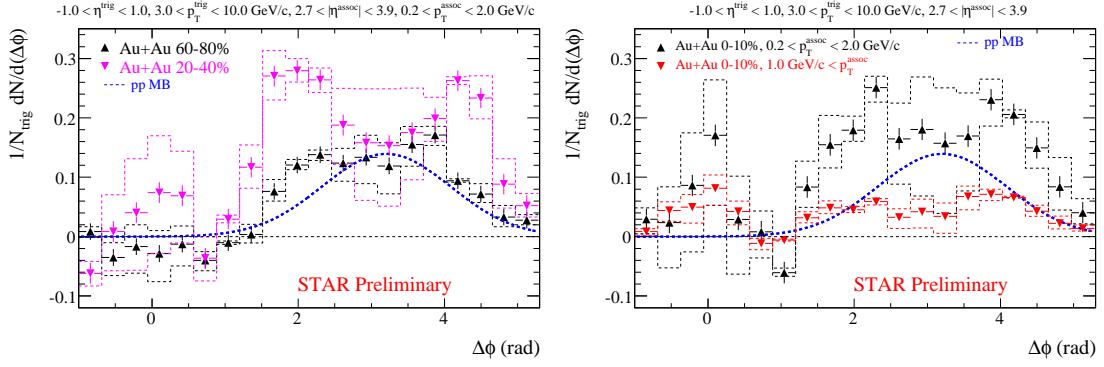 -1.0 < η^trig < 1.0, 3.0 < p_T^trig < 10.0 GeV/c, 2.7 < |η^assoc| < 3.9, 0.2 < p_T^assoc < 2.0 GeV/c
Au+Au 60-80%
Au+Au 20-40%
pp MB
1/N_trig dN/d(Δϕ)
0.3
0.2
0.1
0
-0.1
STAR Preliminary
0 2 4
Δϕ (rad)
-1.0 < η^trig < 1.0, 3.0 < p_T^trig < 10.0 GeV/c, 2.7 < |η^assoc| < 3.9
Au+Au 0-10%, 0.2 < p_T^assoc < 2.0 GeV/c
Au+Au 0-10%, 1.0 GeV/c < p_T^assoc
pp MB
1/N_trig dN/d(Δϕ)
0.3
0.2
0.1
0
-0.1
STAR Preliminary
0 2 4
Δϕ (rad)